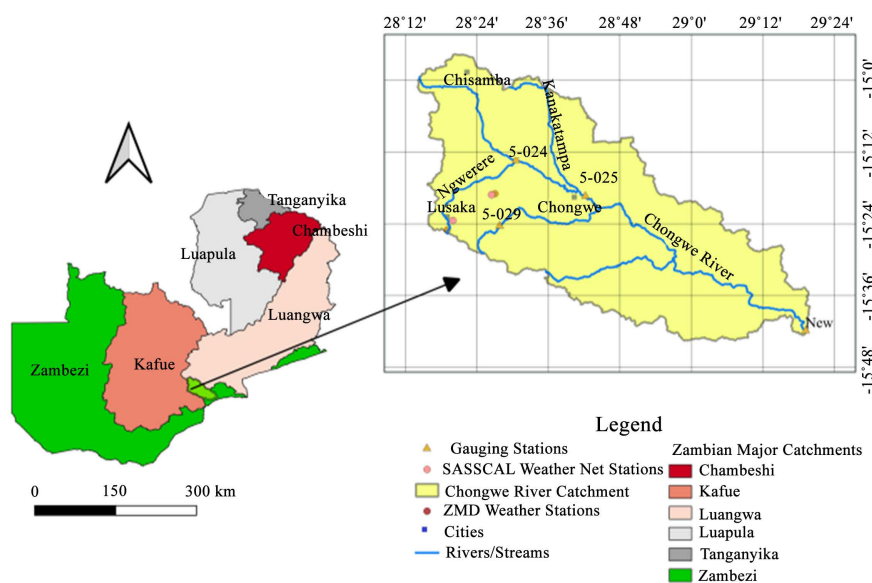 28°12' 28°24' 28°36' 28°48' 29°0' 29°12' 29°24'
-15°0'
-15°12'
-15°24'
-15°36'
-15°48'
Chisamba
Kanakatampa
5-024
Ngwerere
5-025
Lusaka
5-029
Chongwe
Chongwe River
New
Tanganyika
Chambeshi
Luapula
Luangwa
Zambezi
Kafue
0 150 300 km
Legend
Gauging Stations
SASSCAL Weather Net Stations
Chongwe River Catchment
ZMD Weather Stations
Cities
Rivers/Streams
Zambian Major Catchments
Chambeshi
Kafue
Luangwa
Luapula
Tanganyika
Zambezi